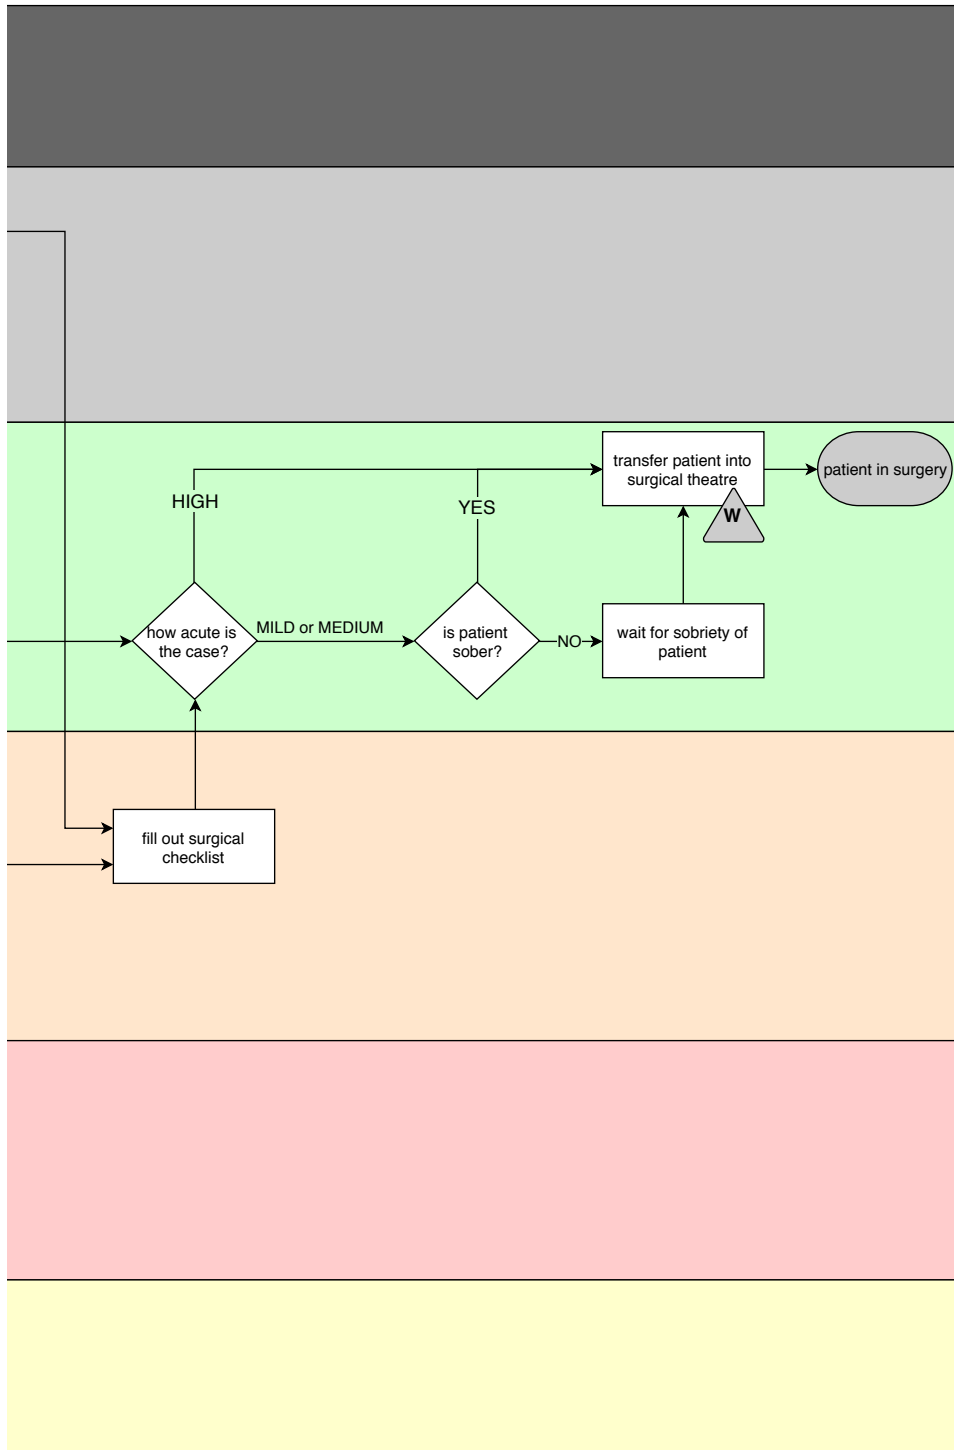 transfer patient into
surgical theatre
W
patient in surgery
HIGH
YES
how acute is
the case?
MILD or MEDIUM
is patient
sober?
NO
wait for sobriety of
patient
fill out surgical
checklist